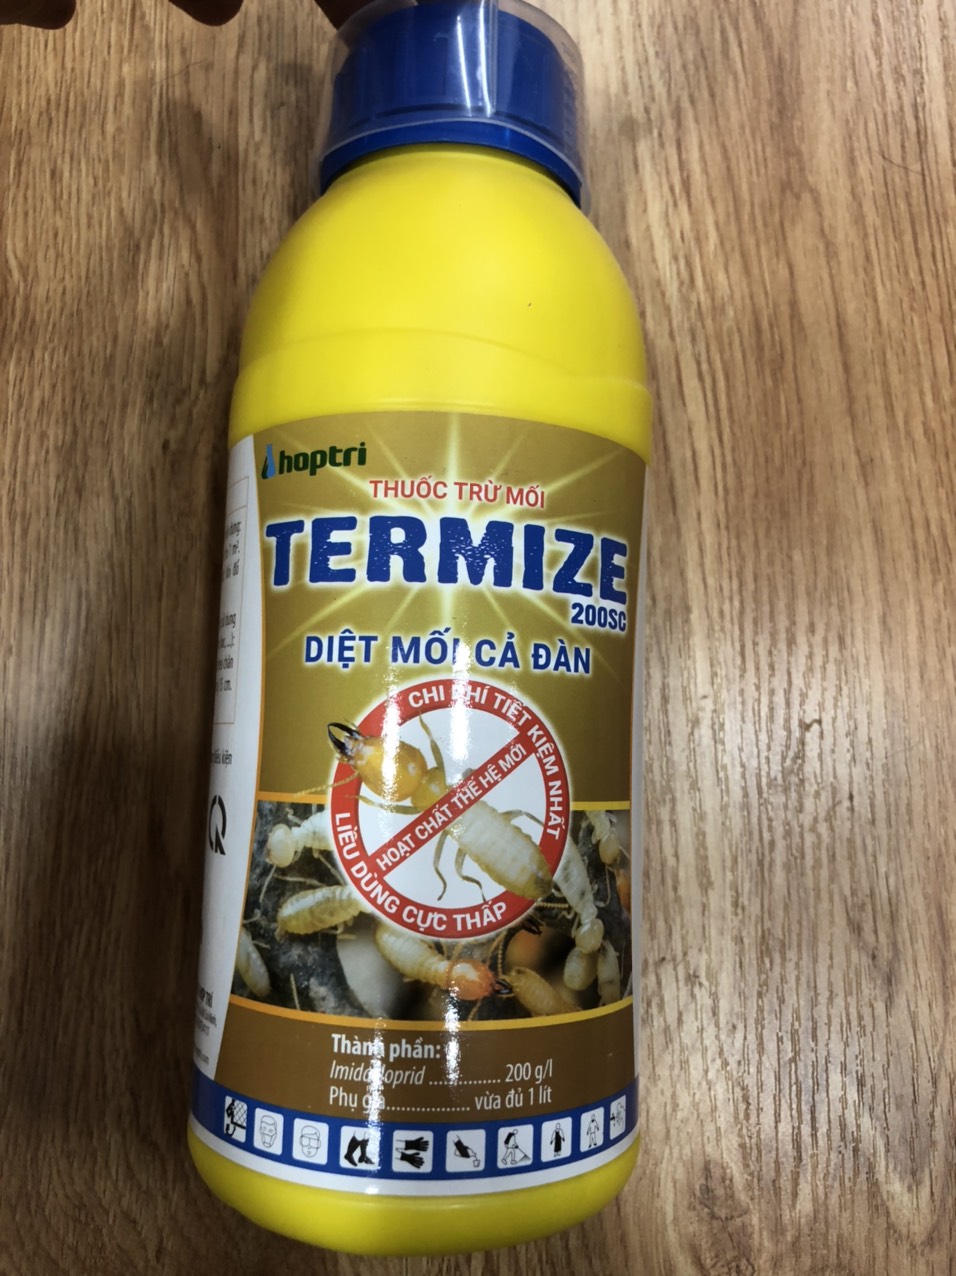 hoptri
THUỐC TRỪ MỐI
TERMIZE
200SC
DIỆT MỐI CẢ ĐÀN
CHI PHÍ TIẾT KIỆM NHẤT
HOẠT CHẤT THẾ HỆ MỚI
LIỀU DÙNG CỰC THẤP
Thành phần:
Imidacloprid .............. 200 g/l
Phụ gia................. vừa đủ 1 lít